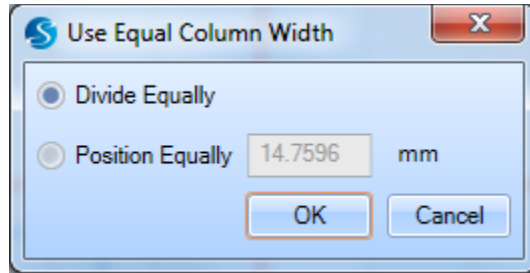 Use Equal Column Width
Divide Equally
Position Equally 14.7596 mm
OK Cancel